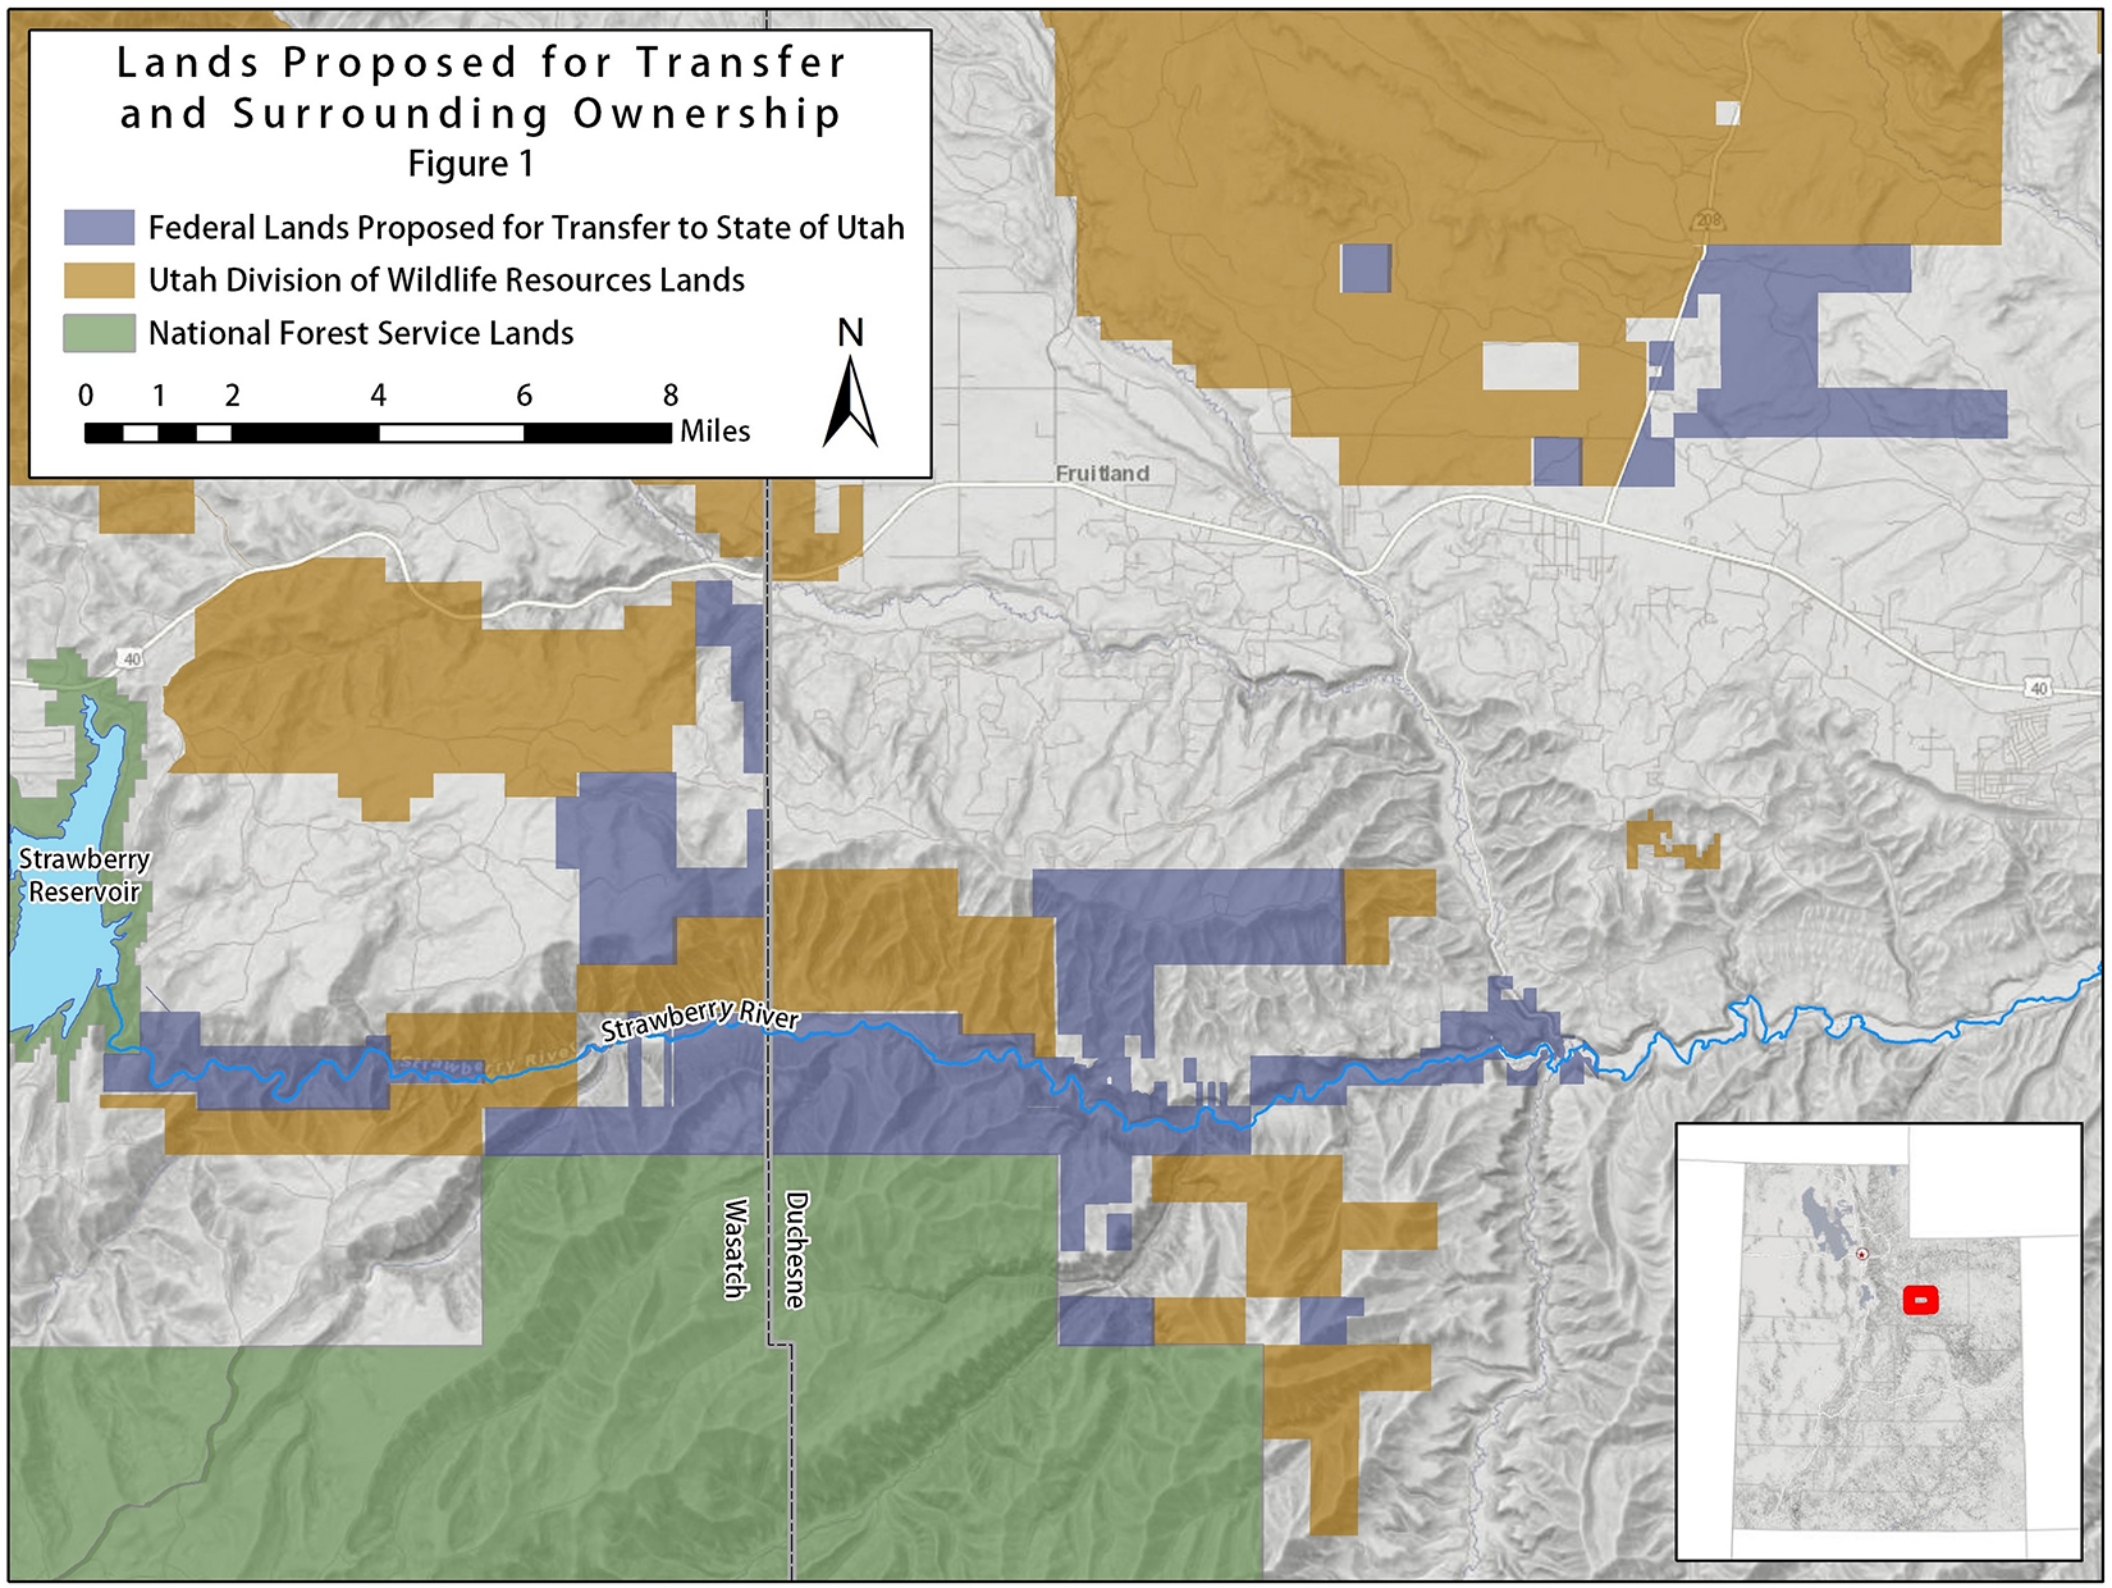 Lands Proposed for Transfer
and Surrounding Ownership
Figure 1
Federal Lands Proposed for Transfer to State of Utah
Utah Division of Wildlife Resources Lands
National Forest Service Lands
N
0 1 2 4 6 8
Miles
208
Fruitland
40
40
Strawberry
Reservoir
Strawberry River
Strawberry River
Wasatch
Duchesne